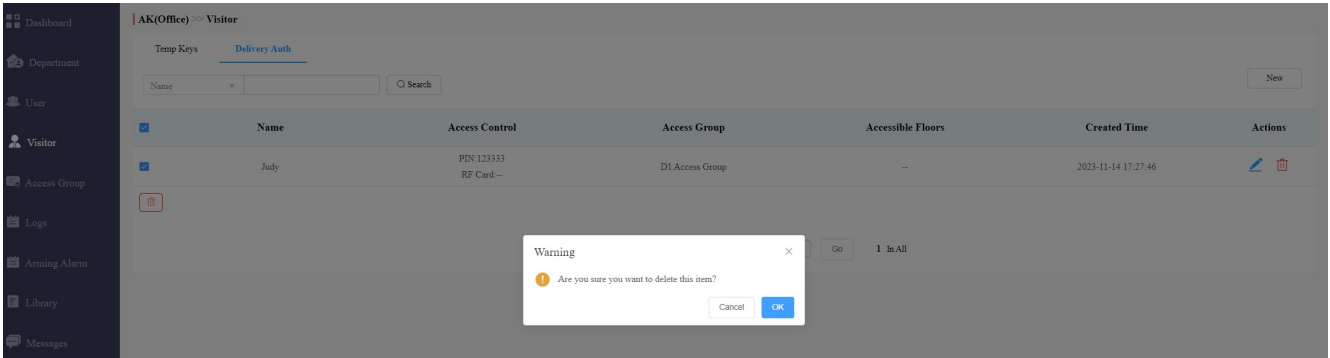 Dashboard
Department
User
Visitor
Access Group
Logs
Arming Alarm
Library
Messages
AK(Office) >> Visitor
Temp Keys Delivery Auth
Name Search
New
Name Access Control Access Group Accessible Floors Created Time Actions
Judy PIN:123333 D1 Access Group -- 2023-11-14 17:27:46
RF Card:--
Go 1 In All
Warning
Are you sure you want to delete this item?
Cancel OK